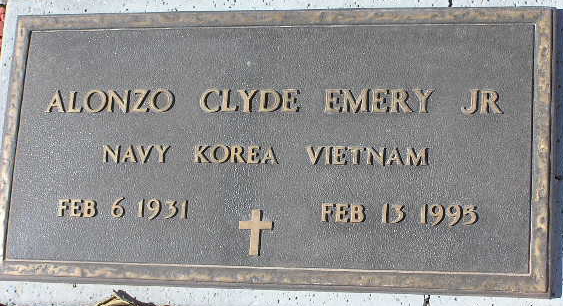 ALONZO CLYDE EMERY JR
NAVY KOREA VIETNAM
FEB 6 1931 FEB 13 1995